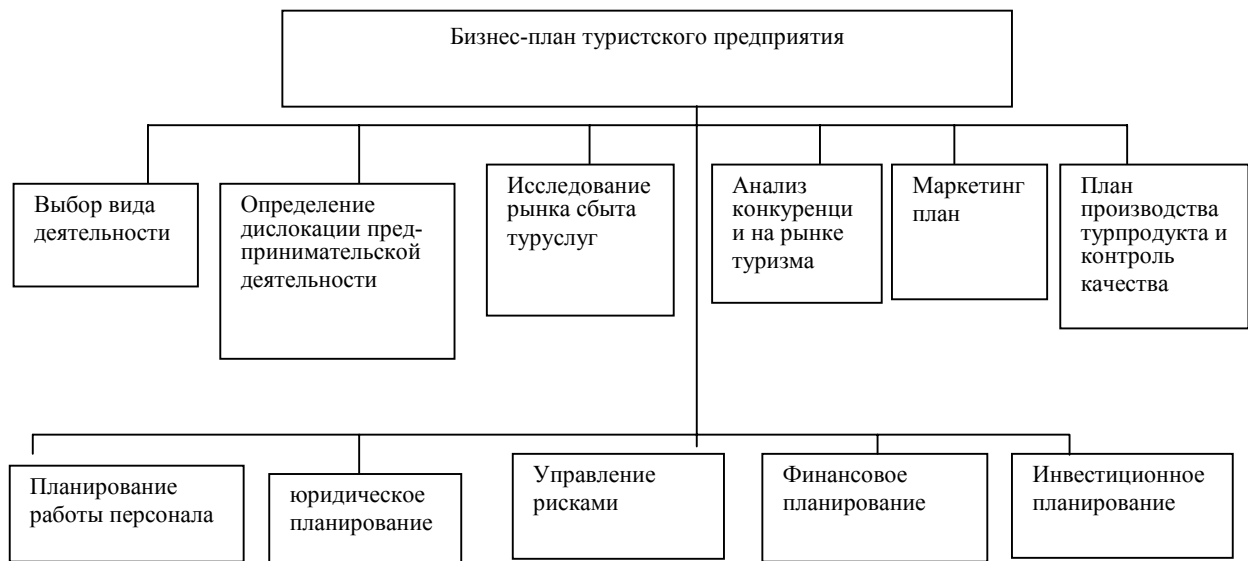 Бизнес-план туристского предприятия
Выбор вида
деятельности
Определение
дислокации пред-
принимательской
деятельности
Исследование
рынка сбыта
туруслуг
Анализ
конкуренци
и на рынке
туризма
Маркетинг
план
План
производства
турпродукта и
контроль
качества
Планирование
работы персонала
юридическое
планирование
Управление
рисками
Финансовое
планирование
Инвестиционное
планирование